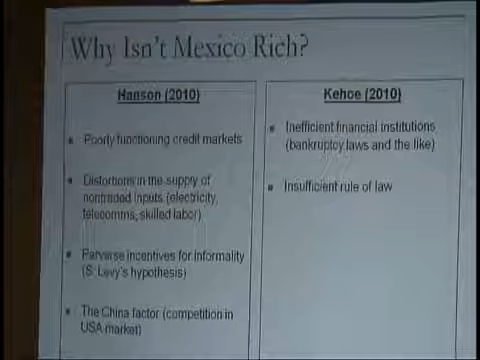 Why Isn't Mexico Rich?
Hanson (2010)
Poorly functioning credit markets
Distortions in the supply of
nontraded inputs (electricity,
telecomms, skilled labor)
Perverse incentives for informality
(S. Levy's hypothesis)
The China factor (competition in
USA market)
Kehoe (2010)
Inefficient financial institutions
(bankruptcy laws and the like)
Insufficient rule of law